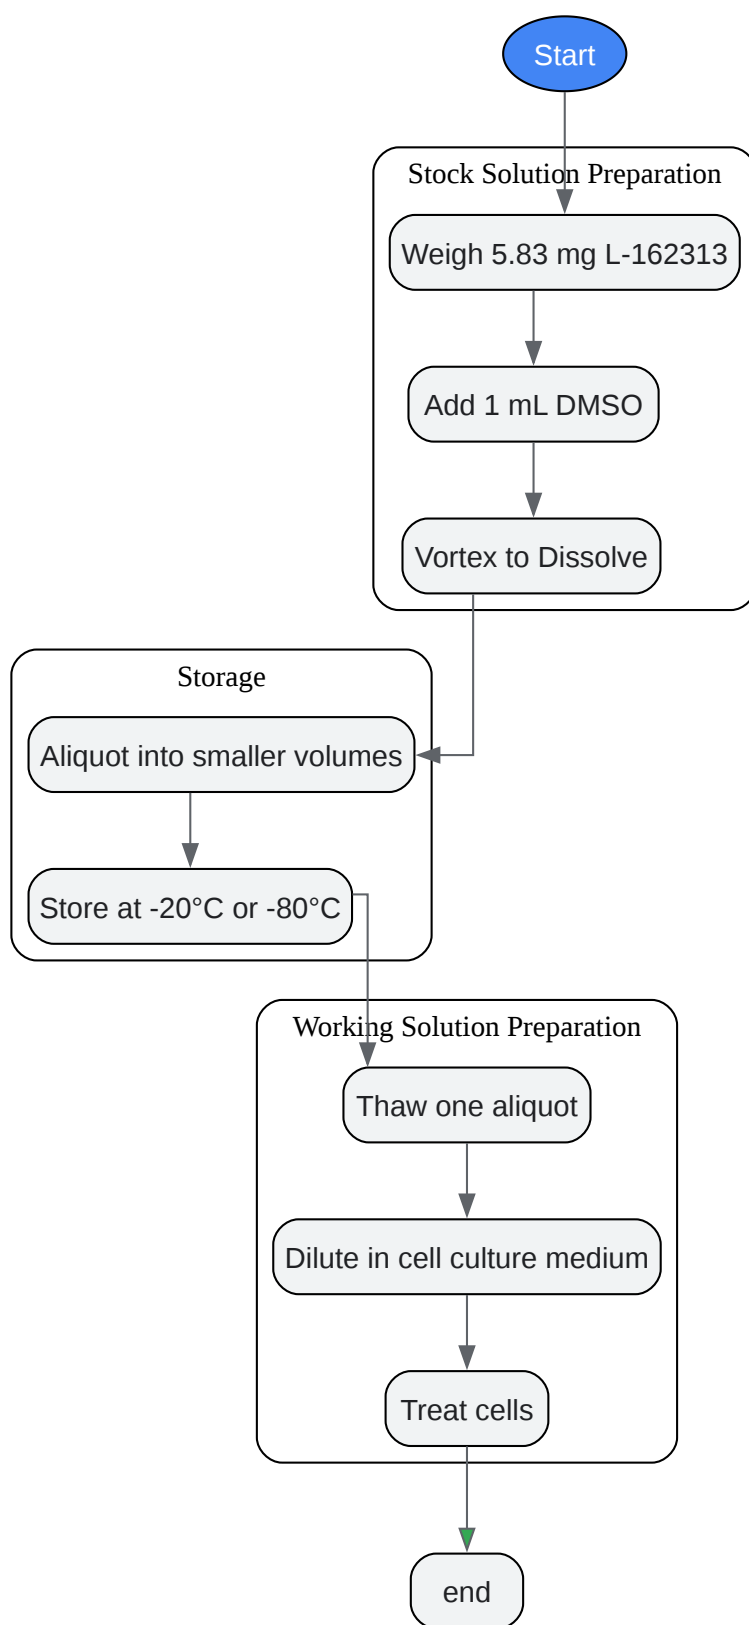 Start
Stock Solution Preparation
Weigh 5.83 mg L-162313
Add 1 mL DMSO
Vortex to Dissolve
Storage
Aliquot into smaller volumes
Store at -20°C or -80°C
Working Solution Preparation
Thaw one aliquot
Dilute in cell culture medium
Treat cells
end